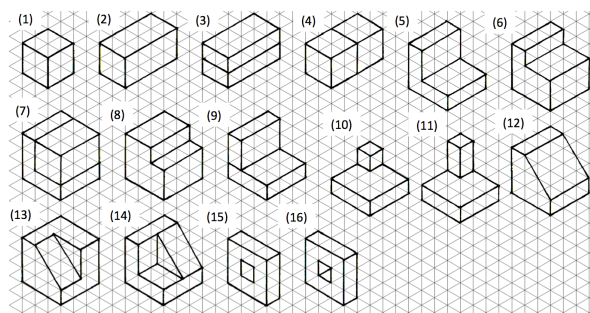 (1) (2) (3) (4) (5) (6)
(7) (8) (9) (10) (11) (12)
(13) (14) (15) (16)